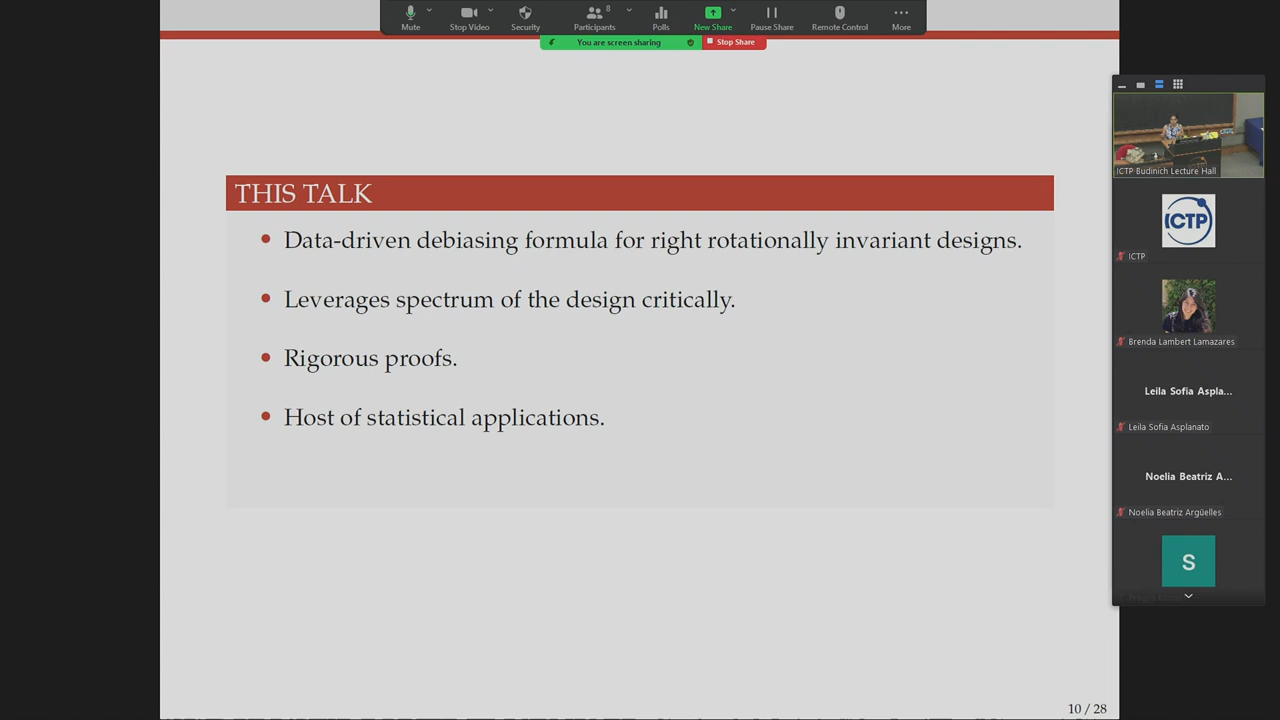 Mute
Stop Video
Security
Participants
8
Polls
New Share
Pause Share
Remote Control
More
You are screen sharing
Stop Share
THIS TALK
• Data-driven debiasing formula for right rotationally invariant designs.
• Leverages spectrum of the design critically.
• Rigorous proofs.
• Host of statistical applications.
10 / 28
ICTP Budinich Lecture Hall
ICTP
ICTP
Brenda Lambert Lamazares
Leila Sofia Aspla...
Leila Sofia Asplanato
Noelia Beatriz A...
Noelia Beatriz Argüelles
S